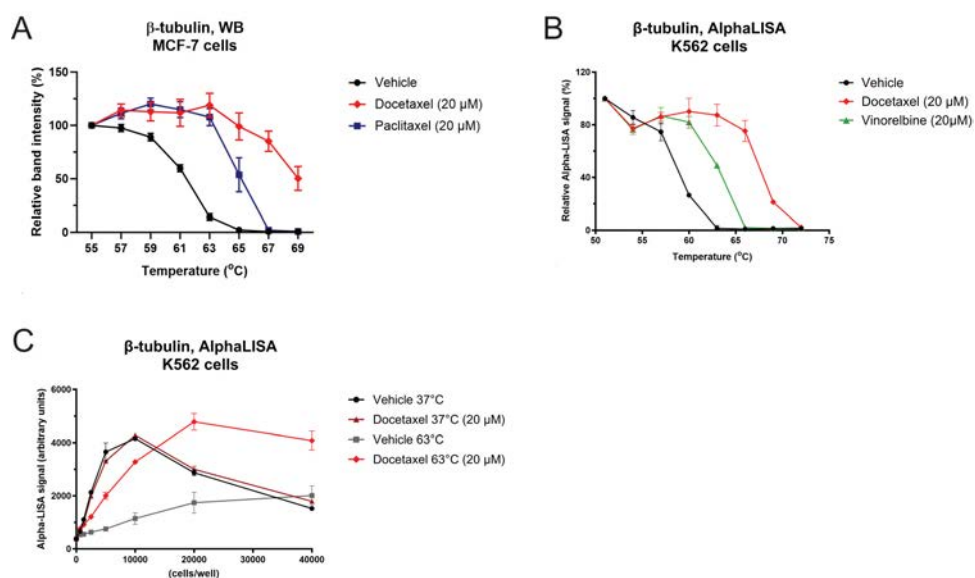 A
β-tubulin, WB
MCF-7 cells
Relative band intensity (%)
150
100
50
0
55 57 59 61 63 65 67 69
Temperature (°C)
Vehicle
Docetaxel (20 µM)
Paclitaxel (20 µM)
B
β-tubulin, AlphaLISA
K562 cells
Relative Alpha-LISA signal (%)
120
80
40
0
50 55 60 65 70 75
Temperature (°C)
Vehicle
Docetaxel (20 µM)
Vinorelbine (20µM)
C
β-tubulin, AlphaLISA
K562 cells
Alpha-LISA signal (arbitrary units)
6000
4000
2000
0
0 10000 20000 30000 40000
(cells/well)
Vehicle 37°C
Docetaxel 37°C (20 µM)
Vehicle 63°C
Docetaxel 63°C (20 µM)